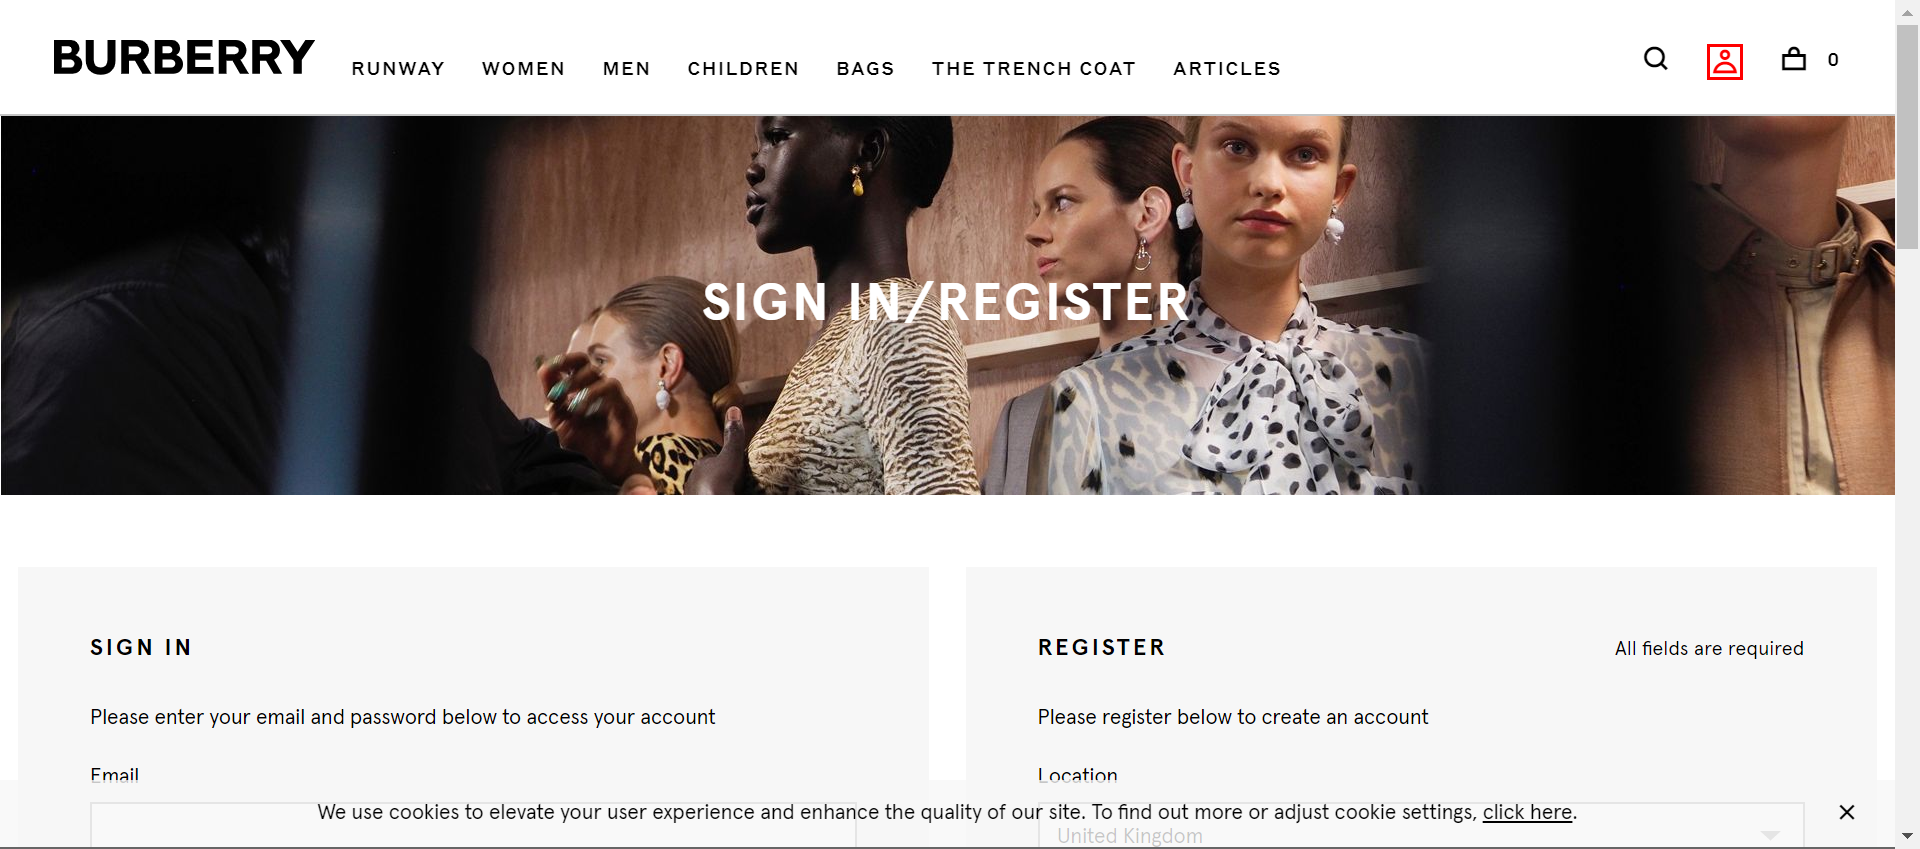 BURBERRY
RUNWAY WOMEN MEN CHILDREN BAGS THE TRENCH COAT ARTICLES
0
SIGN IN/REGISTER
SIGN IN
Please enter your email and password below to access your account
Email
REGISTER
All fields are required
Please register below to create an account
Location
United Kingdom
We use cookies to elevate your user experience and enhance the quality of our site. To find out more or adjust cookie settings, click here.